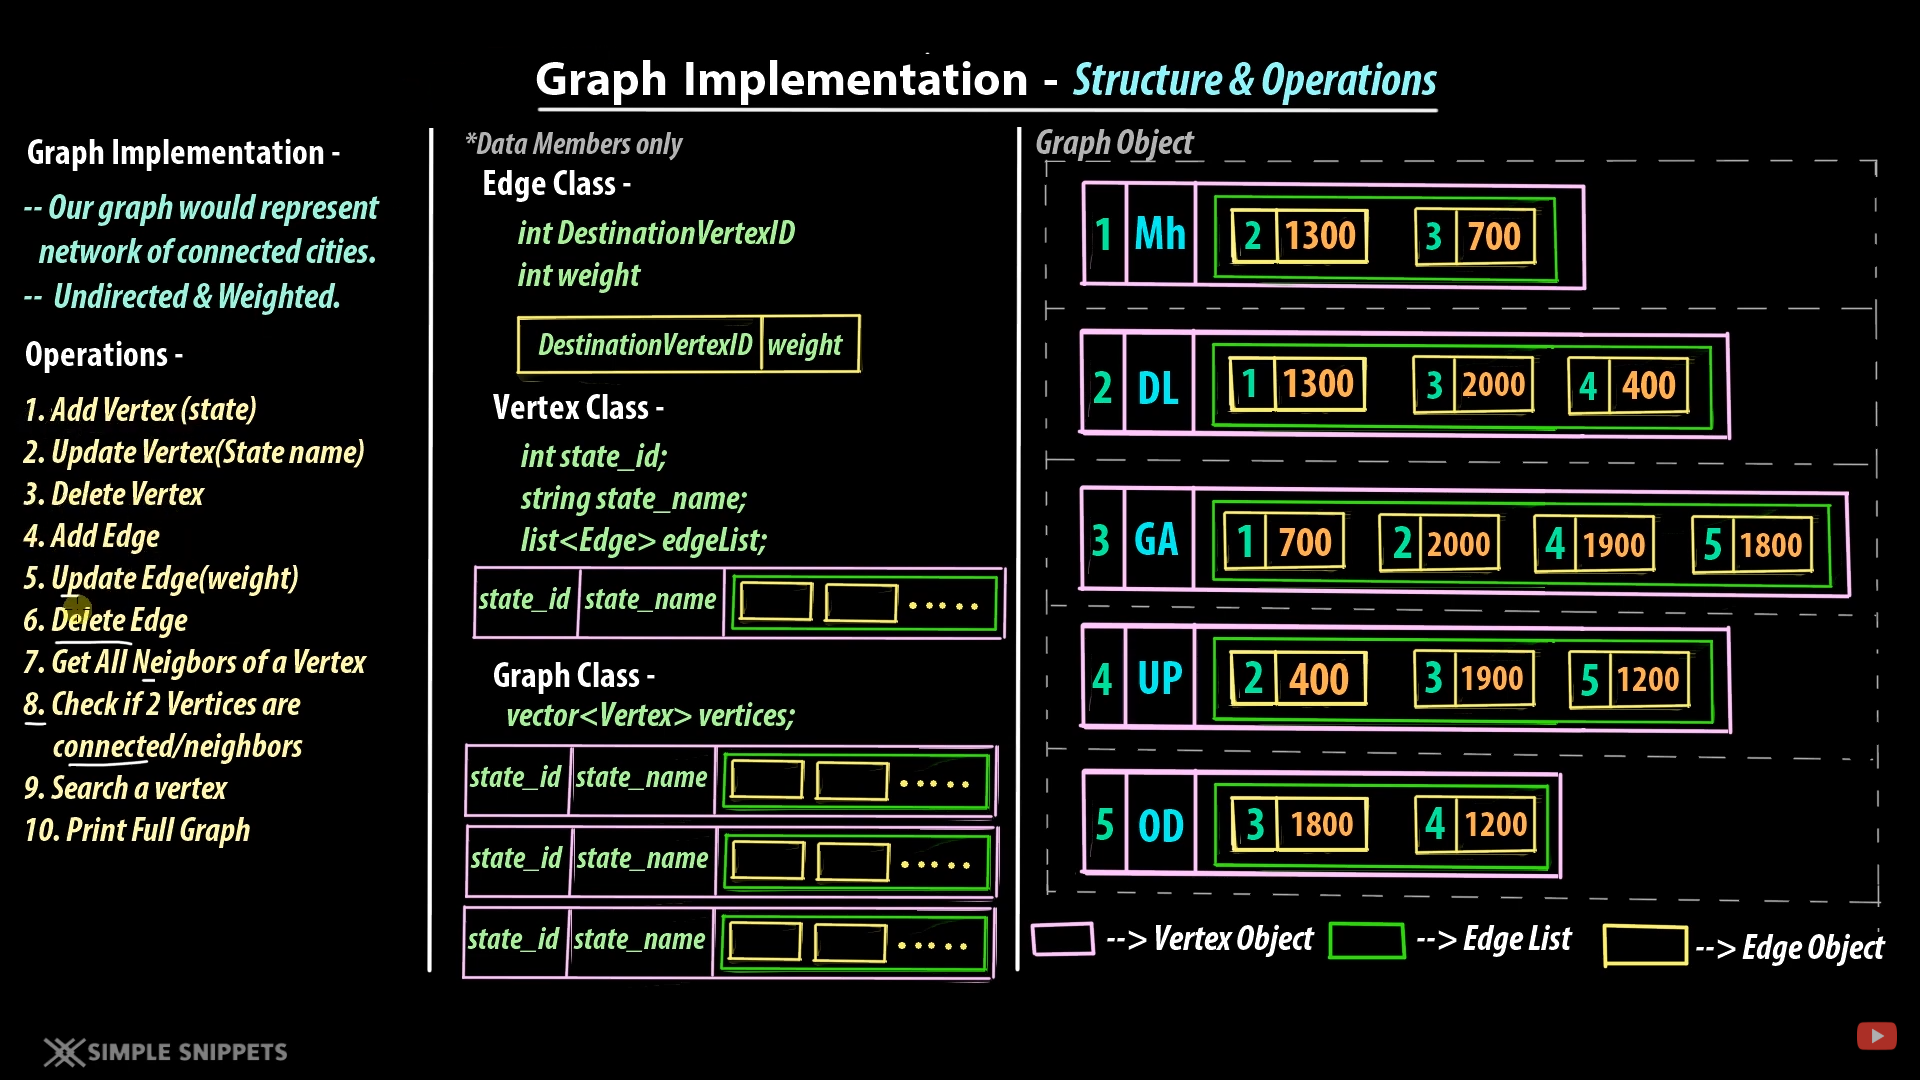 Graph Implementation - Structure & Operations
Graph Implementation -
-- Our graph would represent
network of connected cities.
-- Undirected & Weighted.
Operations -
1. Add Vertex (state)
2. Update Vertex(State name)
3. Delete Vertex
4. Add Edge
5. Update Edge(weight)
6. Delete Edge
7. Get All Neigbors of a Vertex
8. Check if 2 Vertices are
connected/neighbors
9. Search a vertex
10. Print Full Graph
*Data Members only
Edge Class -
int DestinationVertexID
int weight
DestinationVertexID weight
Vertex Class -
int state_id;
string state_name;
list<Edge> edgeList;
state_id state_name
Graph Class -
vector<Vertex> vertices;
state_id state_name
state_id state_name
state_id state_name
Graph Object
1 Mh 2 1300 3 700
2 DL 1 1300 3 2000 4 400
3 GA 1 700 2 2000 4 1900 5 1800
4 UP 2 400 3 1900 5 1200
5 OD 3 1800 4 1200
--> Vertex Object --> Edge List --> Edge Object
SIMPLE SNIPPETS